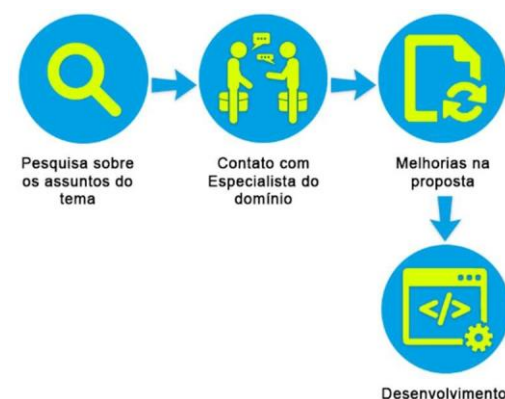 Pesquisa sobre
os assuntos do
tema
Contato com
Especialista do
domínio
Melhorias na
proposta
</>
Desenvolvimento